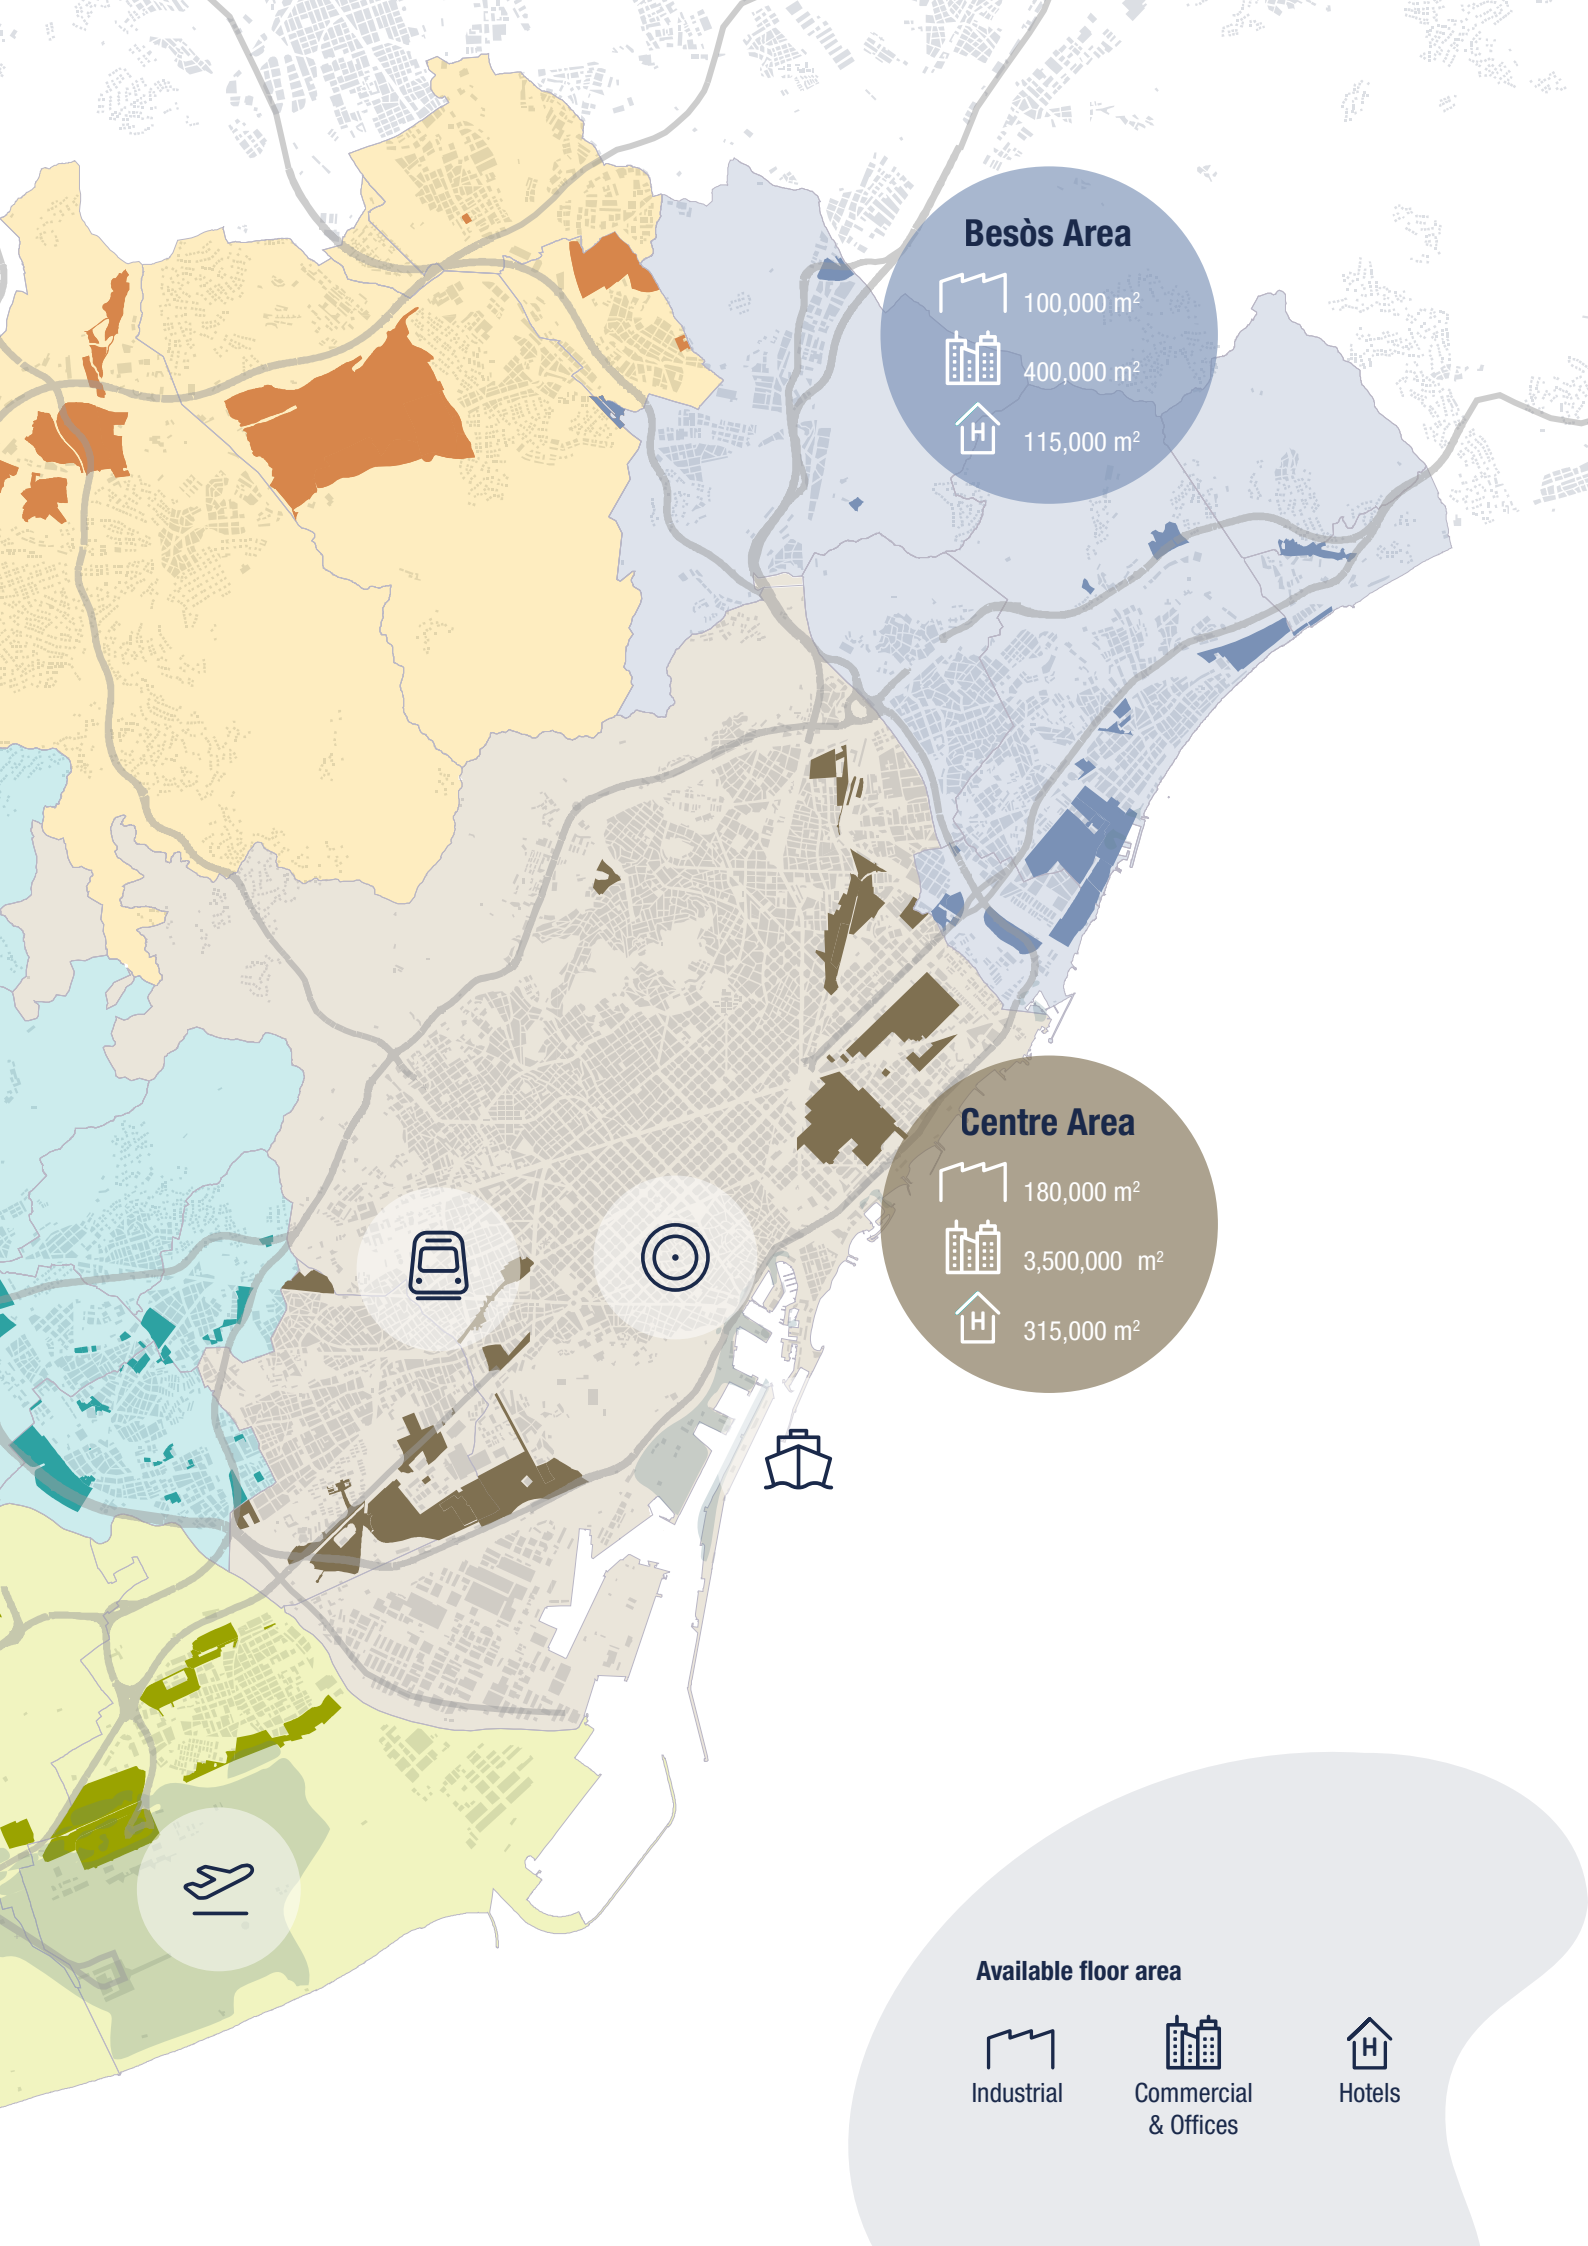 Besòs Area
100,000 m²
400,000 m²
H
115,000 m²
Centre Area
180,000 m²
3,500,000 m²
H
315,000 m²
Available floor area
H
Industrial
Commercial
& Offices
Hotels